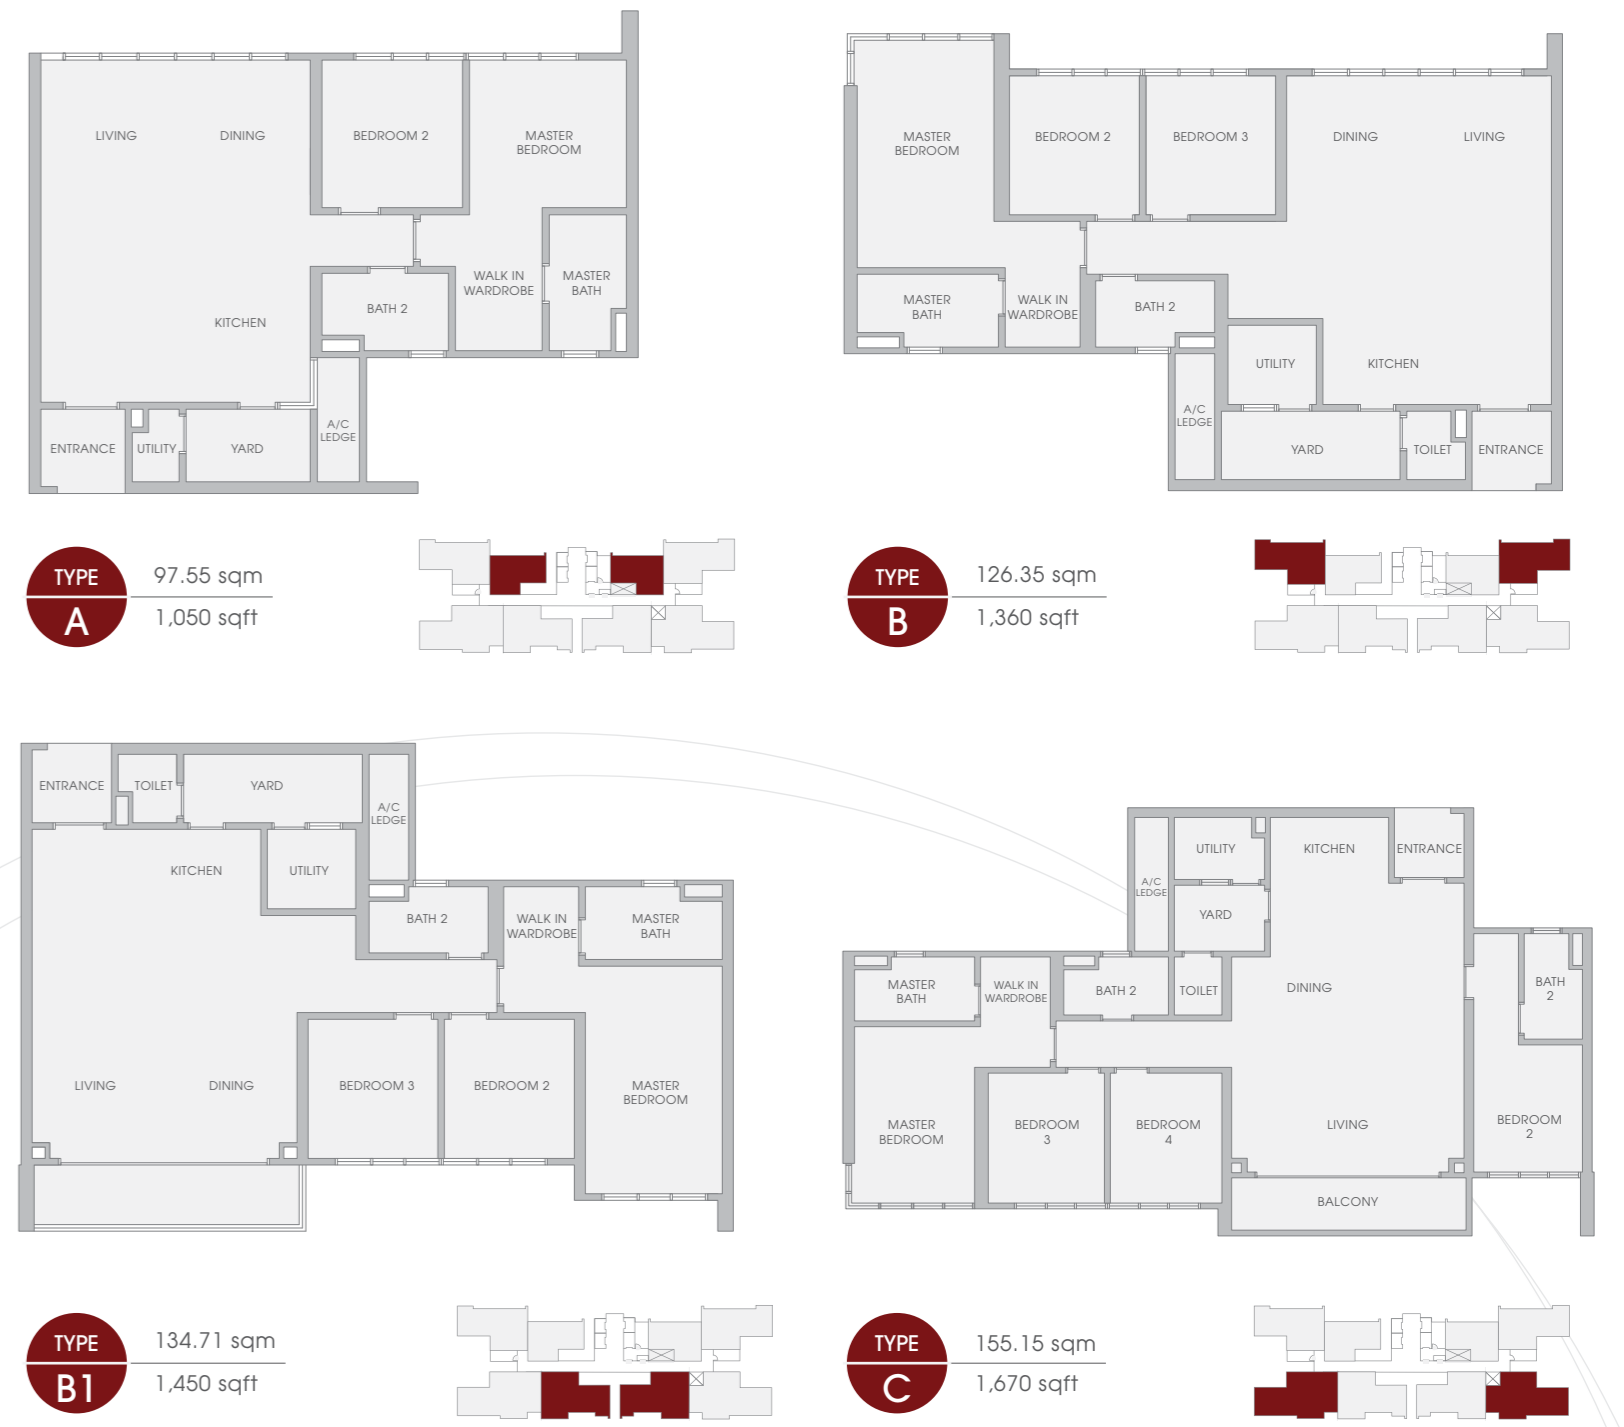 LIVING
DINING
BEDROOM 2
MASTER
BEDROOM
WALK IN
WARDROBE
MASTER
BATH
BATH 2
KITCHEN
A/C
LEDGE
ENTRANCE
UTILITY
YARD
TYPE
A
97.55 sqm
1,050 sqft
MASTER
BEDROOM
BEDROOM 2
BEDROOM 3
DINING
LIVING
MASTER
BATH
WALK IN
WARDROBE
BATH 2
UTILITY
KITCHEN
A/C
LEDGE
YARD
TOILET
ENTRANCE
TYPE
B
126.35 sqm
1,360 sqft
ENTRANCE
TOILET
YARD
A/C
LEDGE
KITCHEN
UTILITY
BATH 2
WALK IN
WARDROBE
MASTER
BATH
LIVING
DINING
BEDROOM 3
BEDROOM 2
MASTER
BEDROOM
TYPE
B1
134.71 sqm
1,450 sqft
UTILITY
KITCHEN
ENTRANCE
A/C
LEDGE
YARD
MASTER
BATH
WALK IN
WARDROBE
BATH 2
TOILET
DINING
BATH
2
MASTER
BEDROOM
BEDROOM
3
BEDROOM
4
LIVING
BEDROOM
2
BALCONY
TYPE
C
155.15 sqm
1,670 sqft